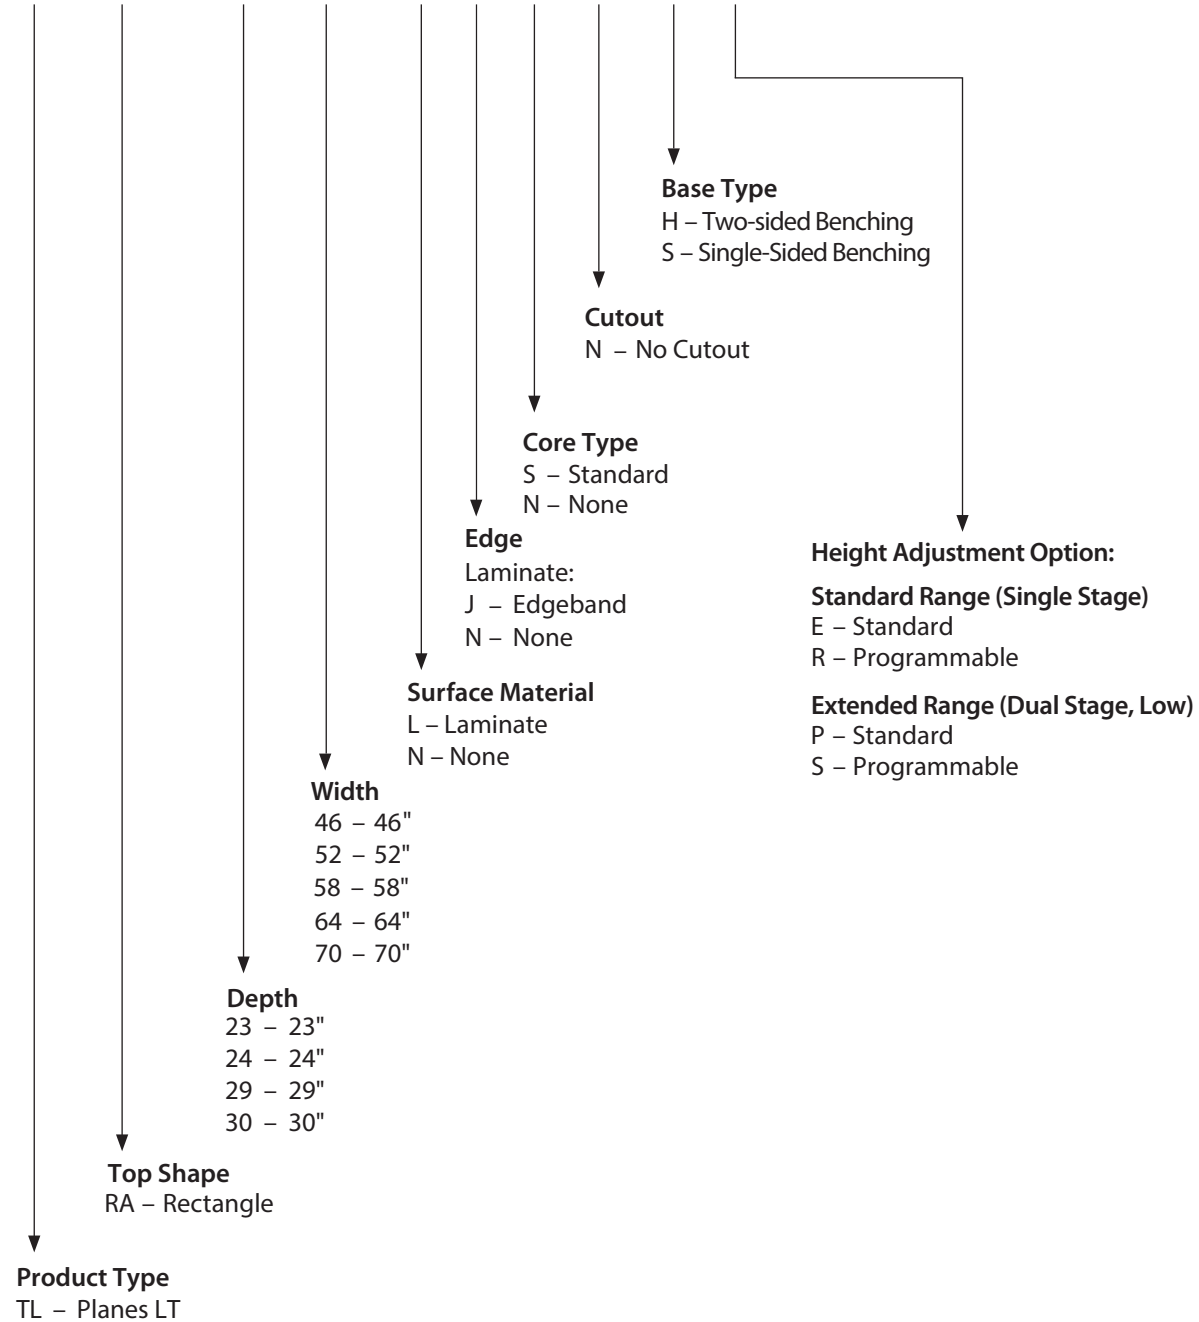 Base Type
H – Two-sided Benching
S – Single-Sided Benching
Cutout
N – No Cutout
Core Type
S – Standard
N – None
Edge
Laminate:
J – Edgeband
N – None
Height Adjustment Option:
Standard Range (Single Stage)
E – Standard
R – Programmable
Extended Range (Dual Stage, Low)
P – Standard
S – Programmable
Surface Material
L – Laminate
N – None
Width
46 – 46"
52 – 52"
58 – 58"
64 – 64"
70 – 70"
Depth
23 – 23"
24 – 24"
29 – 29"
30 – 30"
Top Shape
RA – Rectangle
Product Type
TL – Planes LT